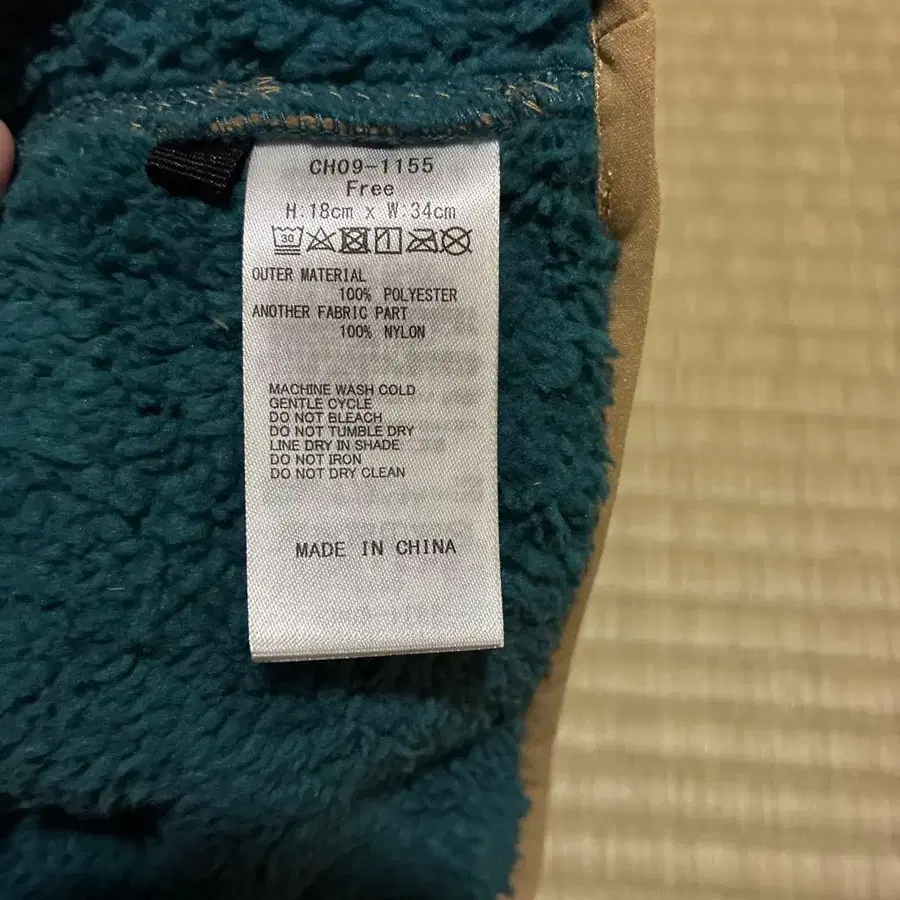 CH09-1155
Free
H:18cm x W:34cm
30
OUTER MATERIAL
100% POLYESTER
ANOTHER FABRIC PART
100% NYLON
MACHINE WASH COLD
GENTLE CYCLE
DO NOT BLEACH
DO NOT TUMBLE DRY
LINE DRY IN SHADE
DO NOT IRON
DO NOT DRY CLEAN
MADE IN CHINA